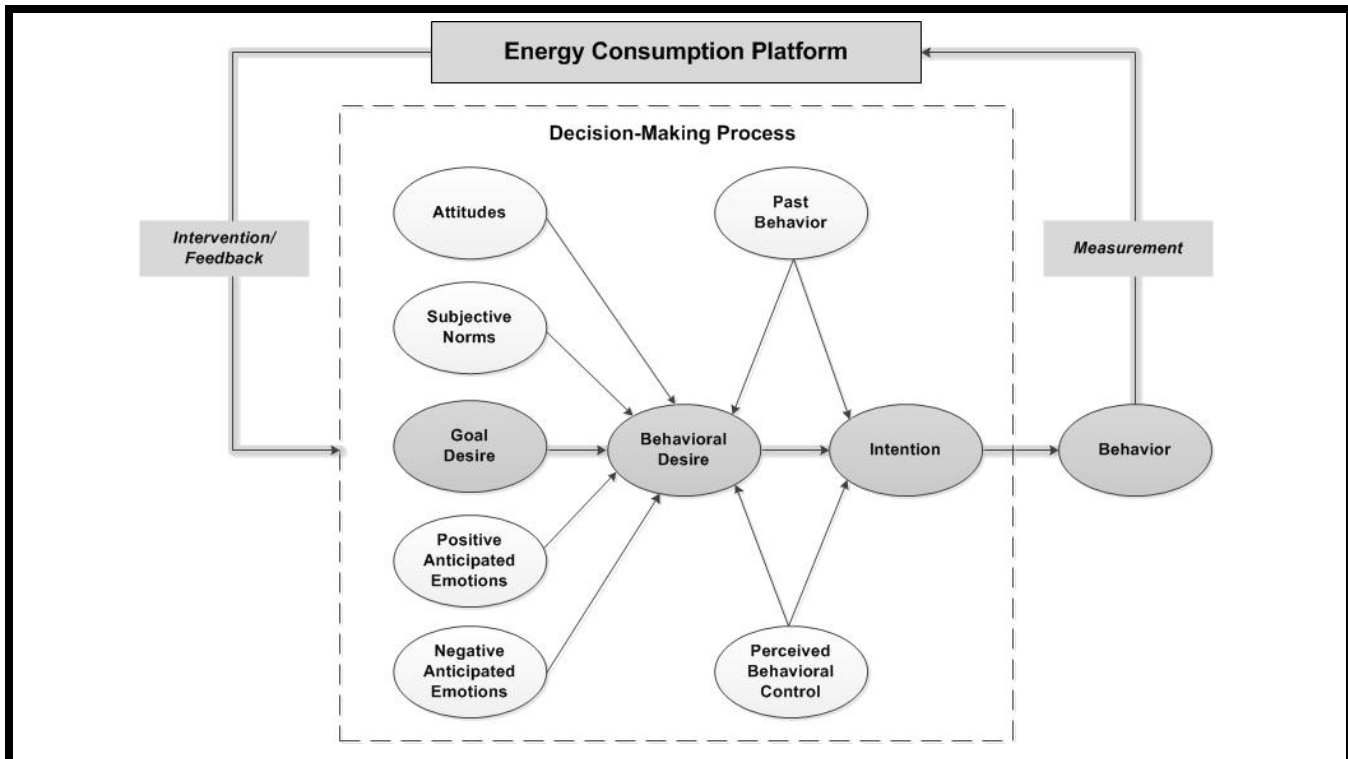 Energy Consumption Platform
Decision-Making Process
Attitudes
Past
Behavior
Intervention/
Feedback
Measurement
Subjective
Norms
Goal
Desire
Behavioral
Desire
Intention
Behavior
Positive
Anticipated
Emotions
Negative
Anticipated
Emotions
Perceived
Behavioral
Control